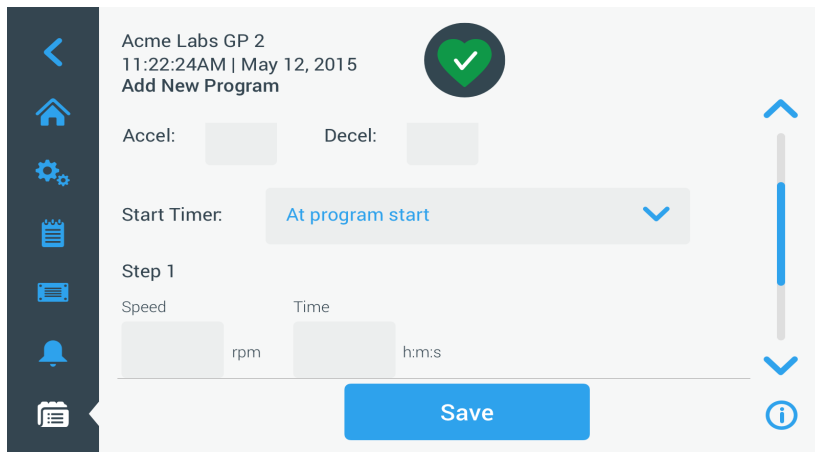 Acme Labs GP 2
11:22:24AM | May 12, 2015
Add New Program
Accel: Decel:
Start Timer: At program start
Step 1
Speed Time
rpm h:m:s
Save